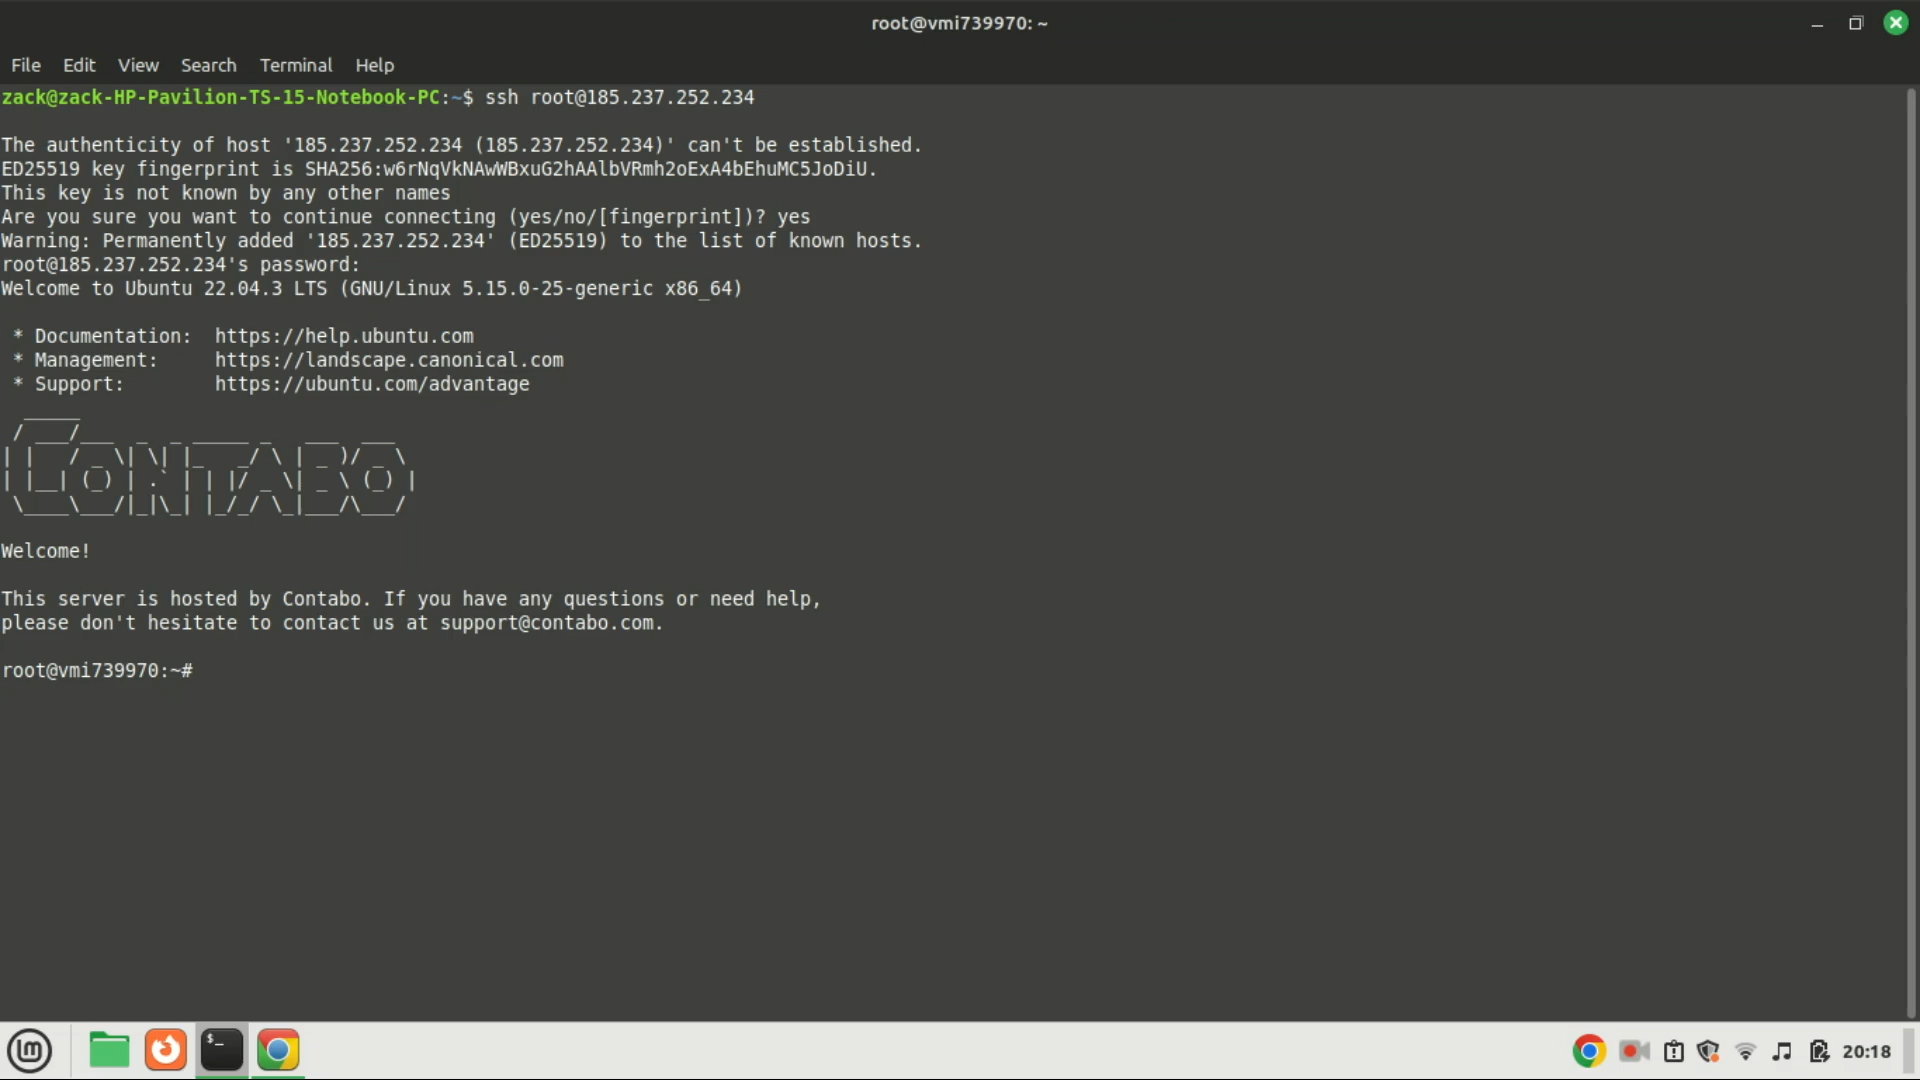 root@vmi739970: ~
File Edit View Search Terminal Help
zack@zack-HP-Pavilion-TS-15-Notebook-PC:~$ ssh root@185.237.252.234
The authenticity of host '185.237.252.234 (185.237.252.234)' can't be established.
ED25519 key fingerprint is SHA256:w6rNqVkNAwWBxuG2hAAlbVRmh2oExA4bEhuMC5JoDiU.
This key is not known by any other names
Are you sure you want to continue connecting (yes/no/[fingerprint])? yes
Warning: Permanently added '185.237.252.234' (ED25519) to the list of known hosts.
root@185.237.252.234's password:
Welcome to Ubuntu 22.04.3 LTS (GNU/Linux 5.15.0-25-generic x86_64)
* Documentation:  https://help.ubuntu.com
* Management:     https://landscape.canonical.com
* Support:        https://ubuntu.com/advantage
CONTABO
Welcome!
This server is hosted by Contabo. If you have any questions or need help,
please don't hesitate to contact us at support@contabo.com.
root@vmi739970:~#
20:18